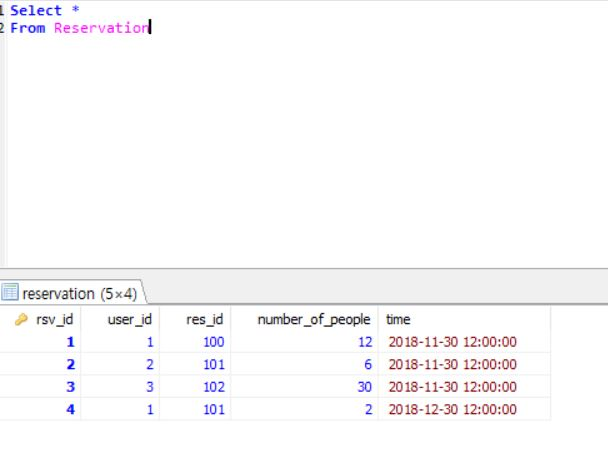 1 Select *
2 From Reservation
reservation (5×4)
rsv_id user_id res_id number_of_people time
1 1 100 12 2018-11-30 12:00:00
2 2 101 6 2018-11-30 12:00:00
3 3 102 30 2018-11-30 12:00:00
4 1 101 2 2018-12-30 12:00:00